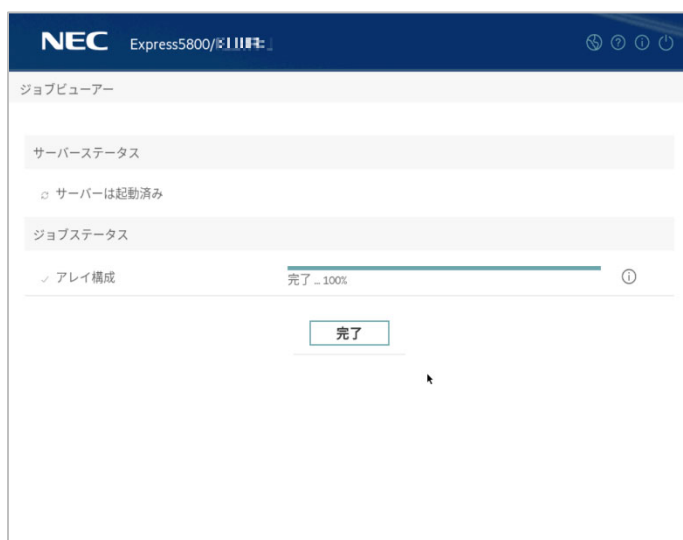 NEC Express5800/
ジョブビューアー
サーバーステータス
サーバーは起動済み
ジョブステータス
アレイ構成
完了 ... 100%
完了